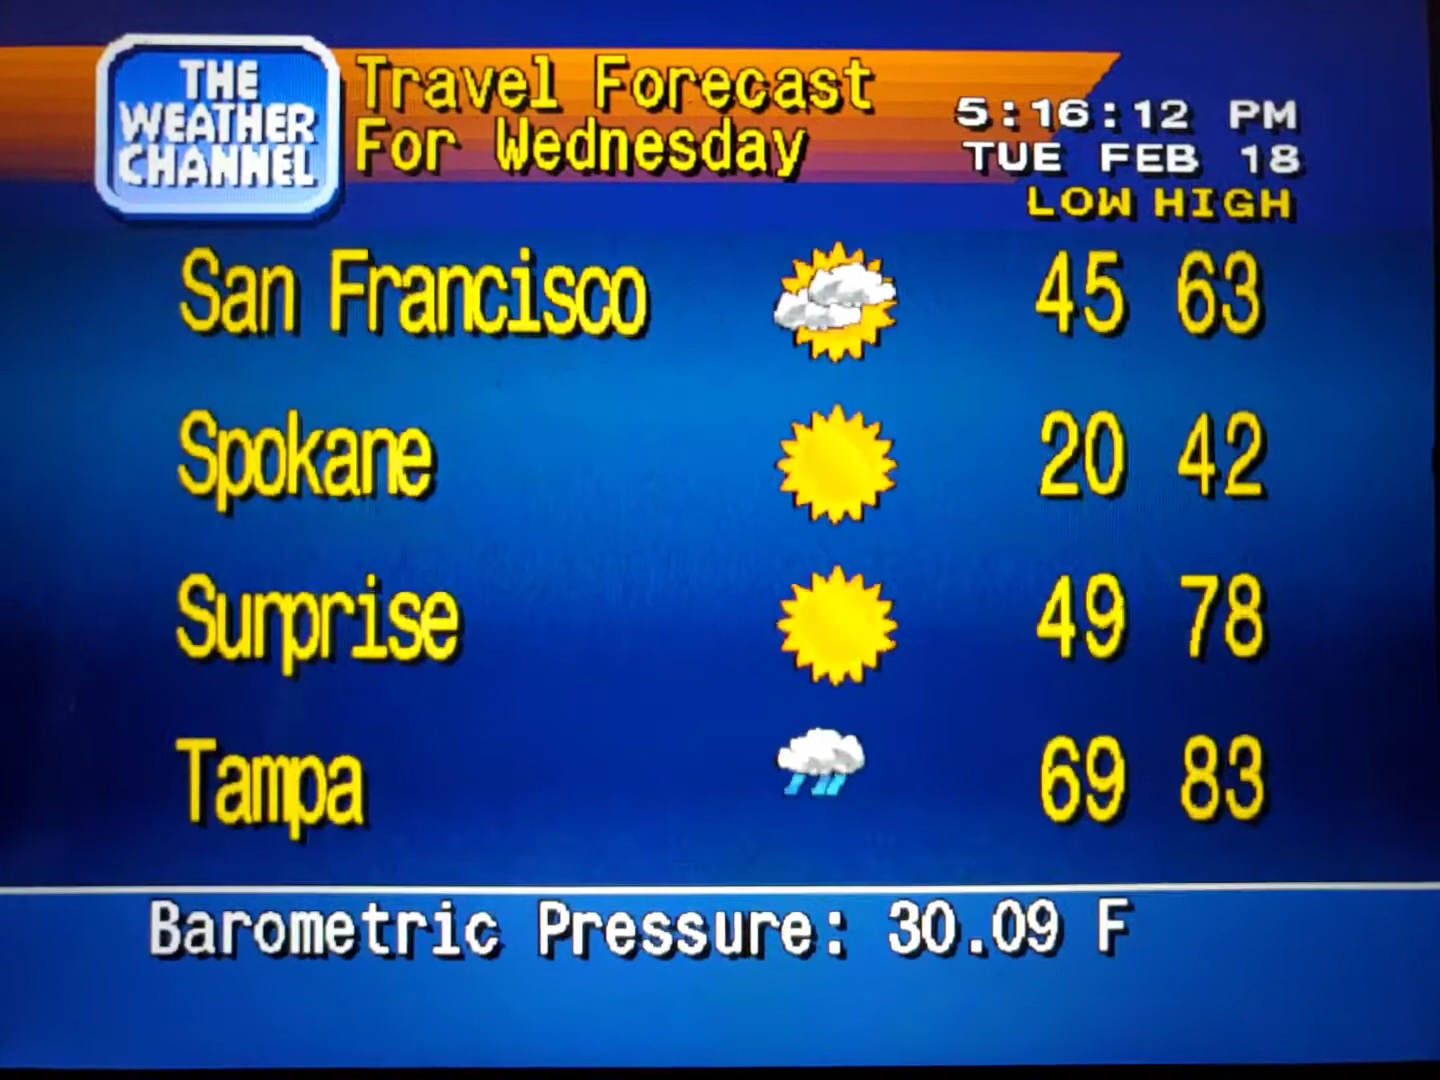 THE
WEATHER
CHANNEL
Travel Forecast
For Wednesday
5:16:12 PM
TUE FEB 18
LOW HIGH
San Francisco 45 63
Spokane 20 42
Surprise 49 78
Tampa 69 83
Barometric Pressure: 30.09 F